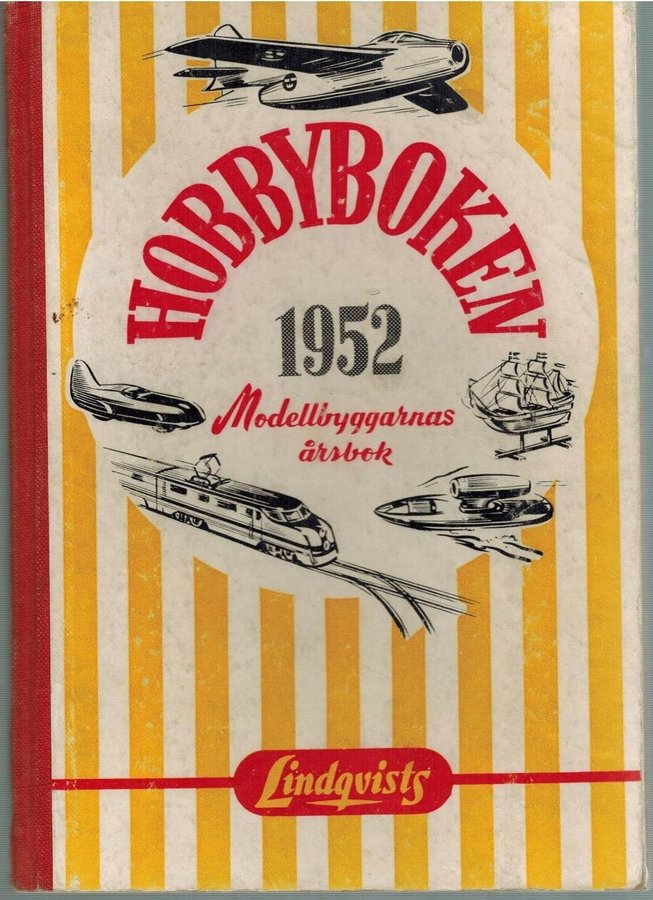 HOBBYBOKEN
1952
Modellbyggarnas
årsbok
Lindqvists